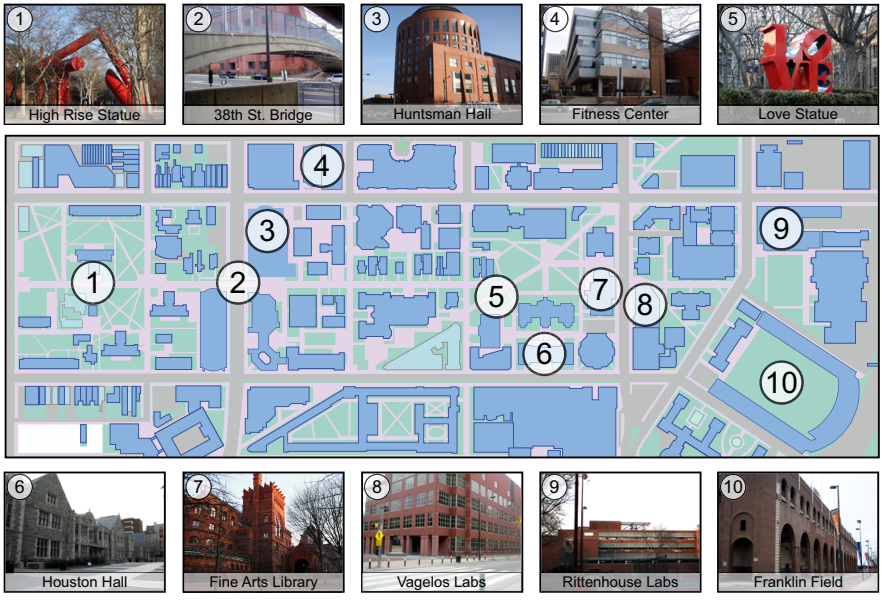 1
High Rise Statue
2
38th St. Bridge
3
Huntsman Hall
4
Fitness Center
5
LO
VE
Love Statue
4
3
9
1
2
5
7
8
6
10
6
Houston Hall
7
Fine Arts Library
8
Vagelos Labs
9
Rittenhouse Labs
10
Franklin Field